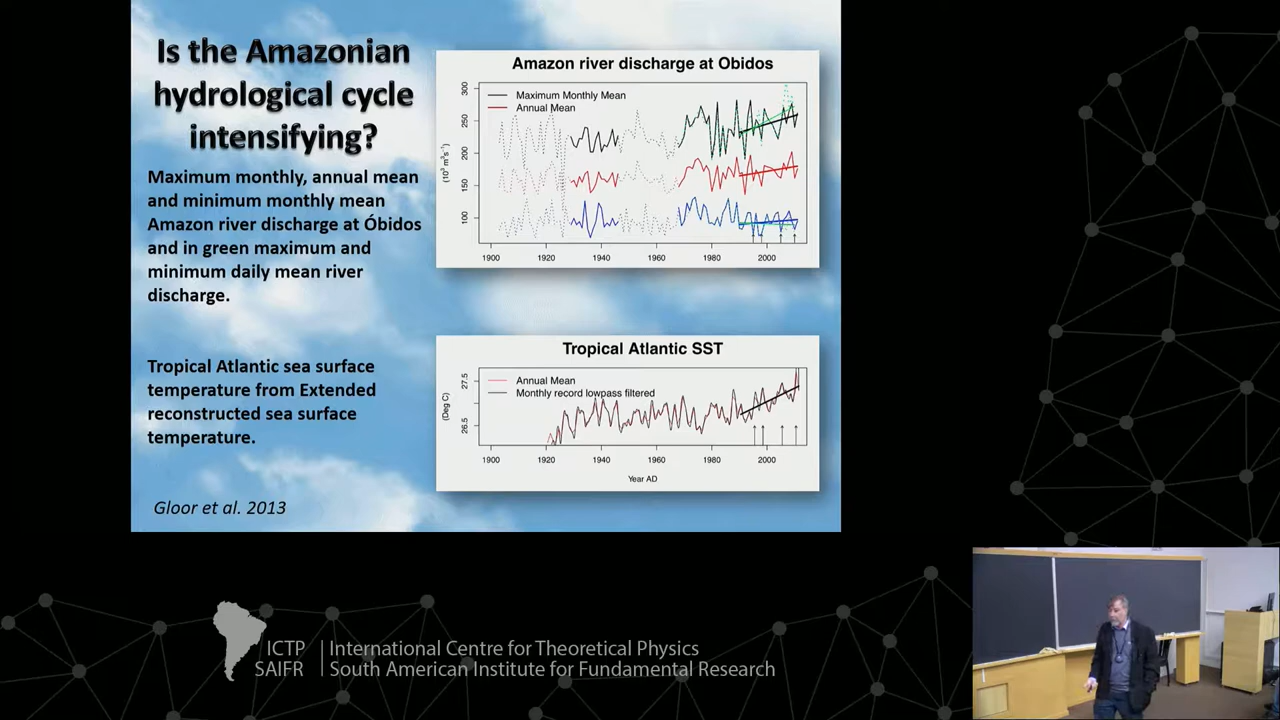 Is the Amazonian
hydrological cycle
intensifying?
Maximum monthly, annual mean
and minimum monthly mean
Amazon river discharge at Óbidos
and in green maximum and
minimum daily mean river
discharge.
Tropical Atlantic sea surface
temperature from Extended
reconstructed sea surface
temperature.
Gloor et al. 2013
Amazon river discharge at Obidos
Maximum Monthly Mean
Annual Mean
300
250
200
150
100
1900
1920
1940
1960
1980
2000
Tropical Atlantic SST
Annual Mean
Monthly record lowpass filtered
(Deg C)
27.5
26.5
1900
1920
1940
1960
1980
2000
Year AD
ICTP
SAIFR
International Centre for Theoretical Physics
South American Institute for Fundamental Research